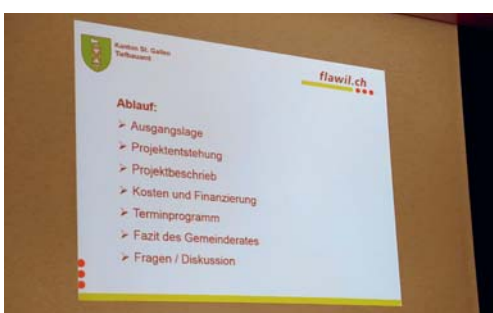 Kanton St. Gallen
Tiefbauamt
flawil.ch
Ablauf:
➢ Ausgangslage
➢ Projektentstehung
➢ Projektbeschrieb
➢ Kosten und Finanzierung
➢ Terminprogramm
➢ Fazit des Gemeinderates
➢ Fragen / Diskussion